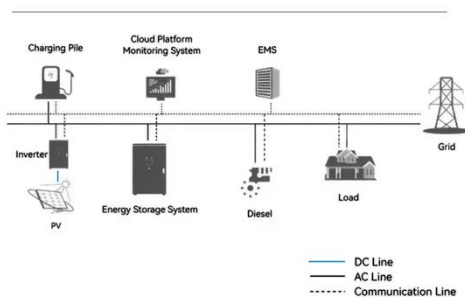 Charging Pile
Cloud Platform
Monitoring System
EMS
Inverter
Grid
PV
Energy Storage System
Diesel
Load
DC Line
AC Line
Communication Line